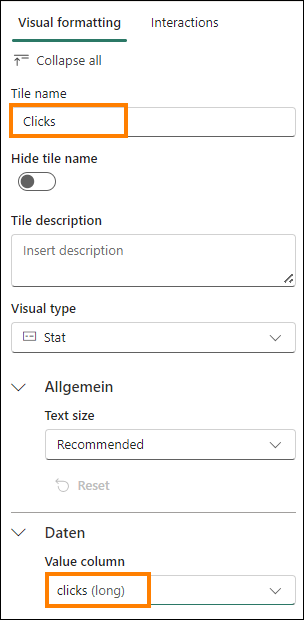 Visual formatting Interactions
Collapse all
Tile name
Clicks
Hide tile name
Tile description
Insert description
Visual type
Stat
Allgemein
Text size
Recommended
Reset
Daten
Value column
clicks (long)